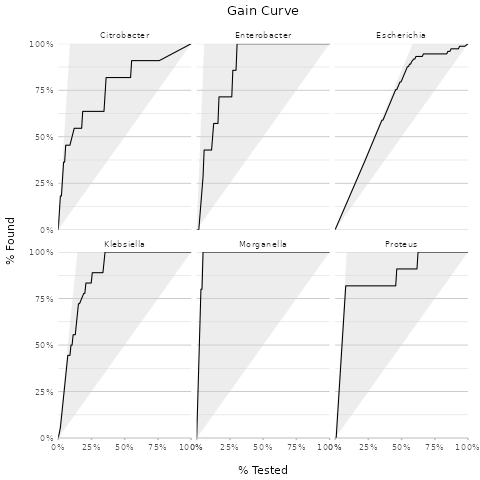 Gain Curve
Citrobacter Enterobacter Escherichia
100%
75%
50%
25%
0%
Klebsiella Morganella Proteus
100%
75%
50%
25%
0%
0% 25% 50% 75% 100% 0% 25% 50% 75% 100% 0% 25% 50% 75% 100%
% Tested
% Found